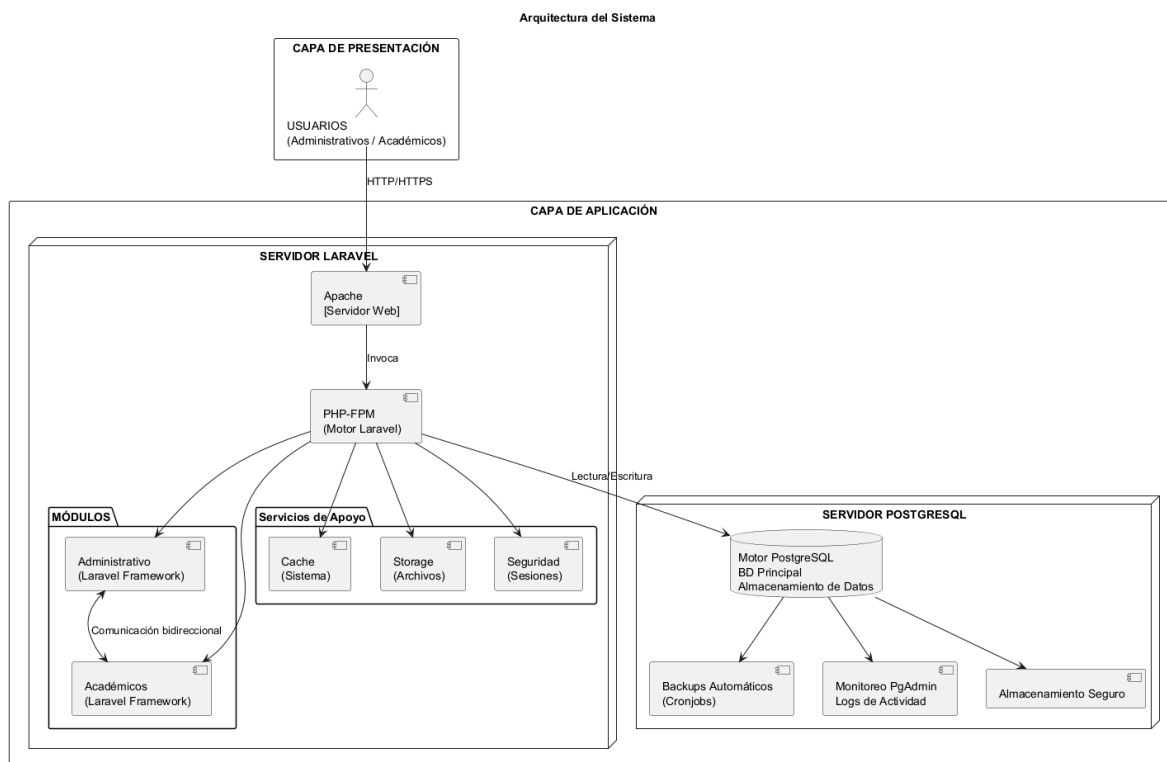 Arquitectura del Sistema
CAPA DE PRESENTACIÓN
USUARIOS
(Administrativos / Académicos)
HTTP/HTTPS
CAPA DE APLICACIÓN
SERVIDOR LARAVEL
Apache
[Servidor Web]
Invoca
PHP-FPM
(Motor Laravel)
Lectura/Escritura
MÓDULOS
Administrativo
(Laravel Framework)
Comunicación bidireccional
Académicos
(Laravel Framework)
Servicios de Apoyo
Cache
(Sistema)
Storage
(Archivos)
Seguridad
(Sesiones)
SERVIDOR POSTGRESQL
Motor PostgreSQL
BD Principal
Almacenamiento de Datos
Backups Automáticos
(Cronjobs)
Monitoreo PgAdmin
Logs de Actividad
Almacenamiento Seguro